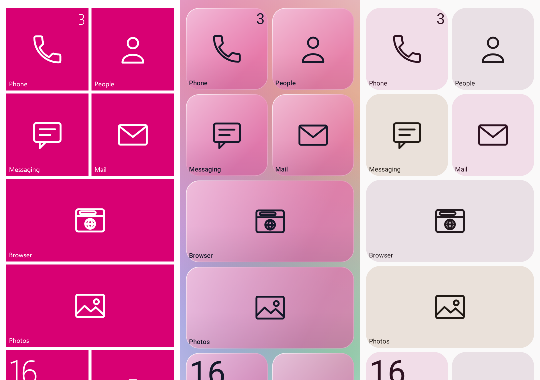 3
Phone
People
Messaging
Mail
Browser
Photos
16
3
Phone
People
Messaging
Mail
Browser
Photos
16
3
Phone
People
Messaging
Mail
Browser
Photos
16